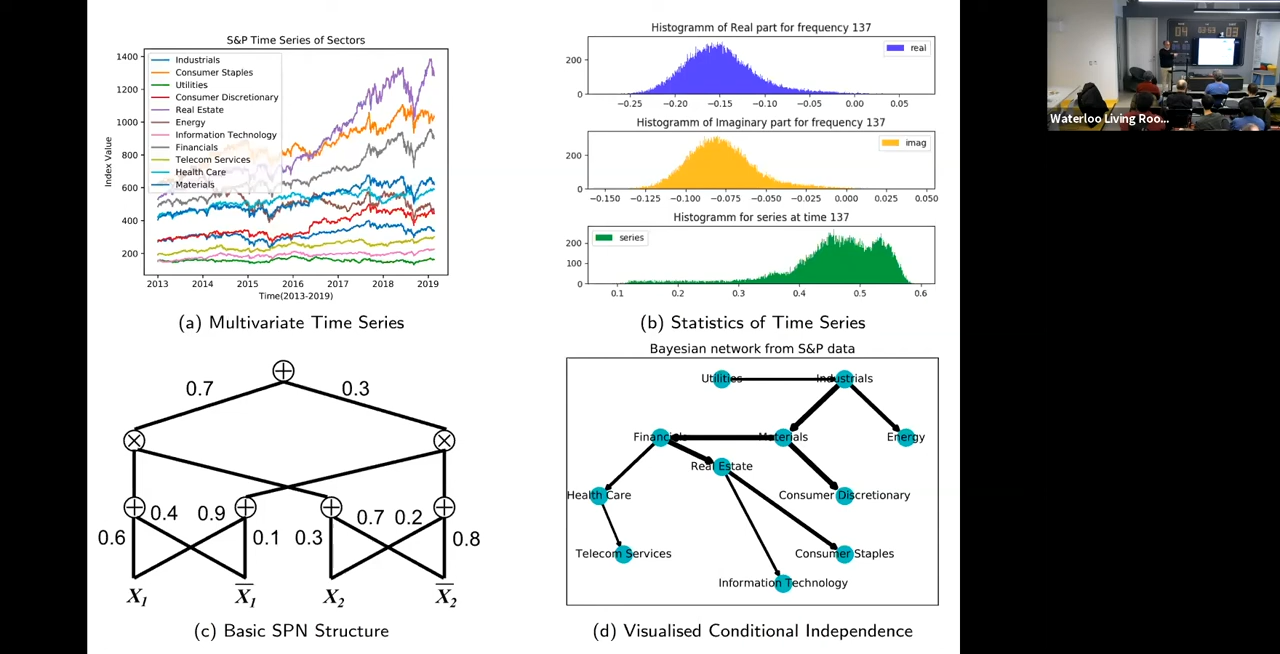 S&P Time Series of Sectors
1400
1200
1000
800
600
400
200
Index Value
Industrials
Consumer Staples
Utilities
Consumer Discretionary
Real Estate
Energy
Information Technology
Financials
Telecom Services
Health Care
Materials
2013 2014 2015 2016 2017 2018 2019
Time(2013-2019)
(a) Multivariate Time Series
Histogramm of Real part for frequency 137
200
0
real
−0.25 −0.20 −0.15 −0.10 −0.05 0.00 0.05
Histogramm of Imaginary part for frequency 137
200
0
imag
−0.150 −0.125 −0.100 −0.075 −0.050 −0.025 0.000 0.025 0.050
Histogramm for series at time 137
200
100
0
series
0.1 0.2 0.3 0.4 0.5 0.6
(b) Statistics of Time Series
0.7 0.3
0.4 0.9 0.7 0.2
0.6 0.1 0.3 0.8
X₁ X̅₁ X₂ X̅₂
(c) Basic SPN Structure
Bayesian network from S&P data
Utilities Industrials
Financials Materials Energy
Real Estate
Health Care Consumer Discretionary
Telecom Services Consumer Staples
Information Technology
(d) Visualised Conditional Independence
Waterloo Living Roo...